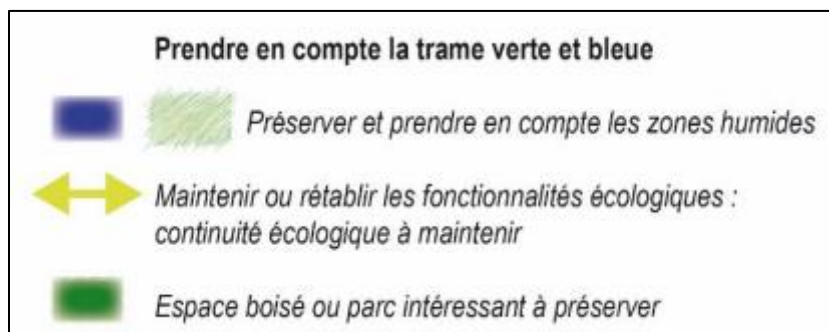 Prendre en compte la trame verte et bleue
Préserver et prendre en compte les zones humides
Maintenir ou rétablir les fonctionnalités écologiques :
continuité écologique à maintenir
Espace boisé ou parc intéressant à préserver